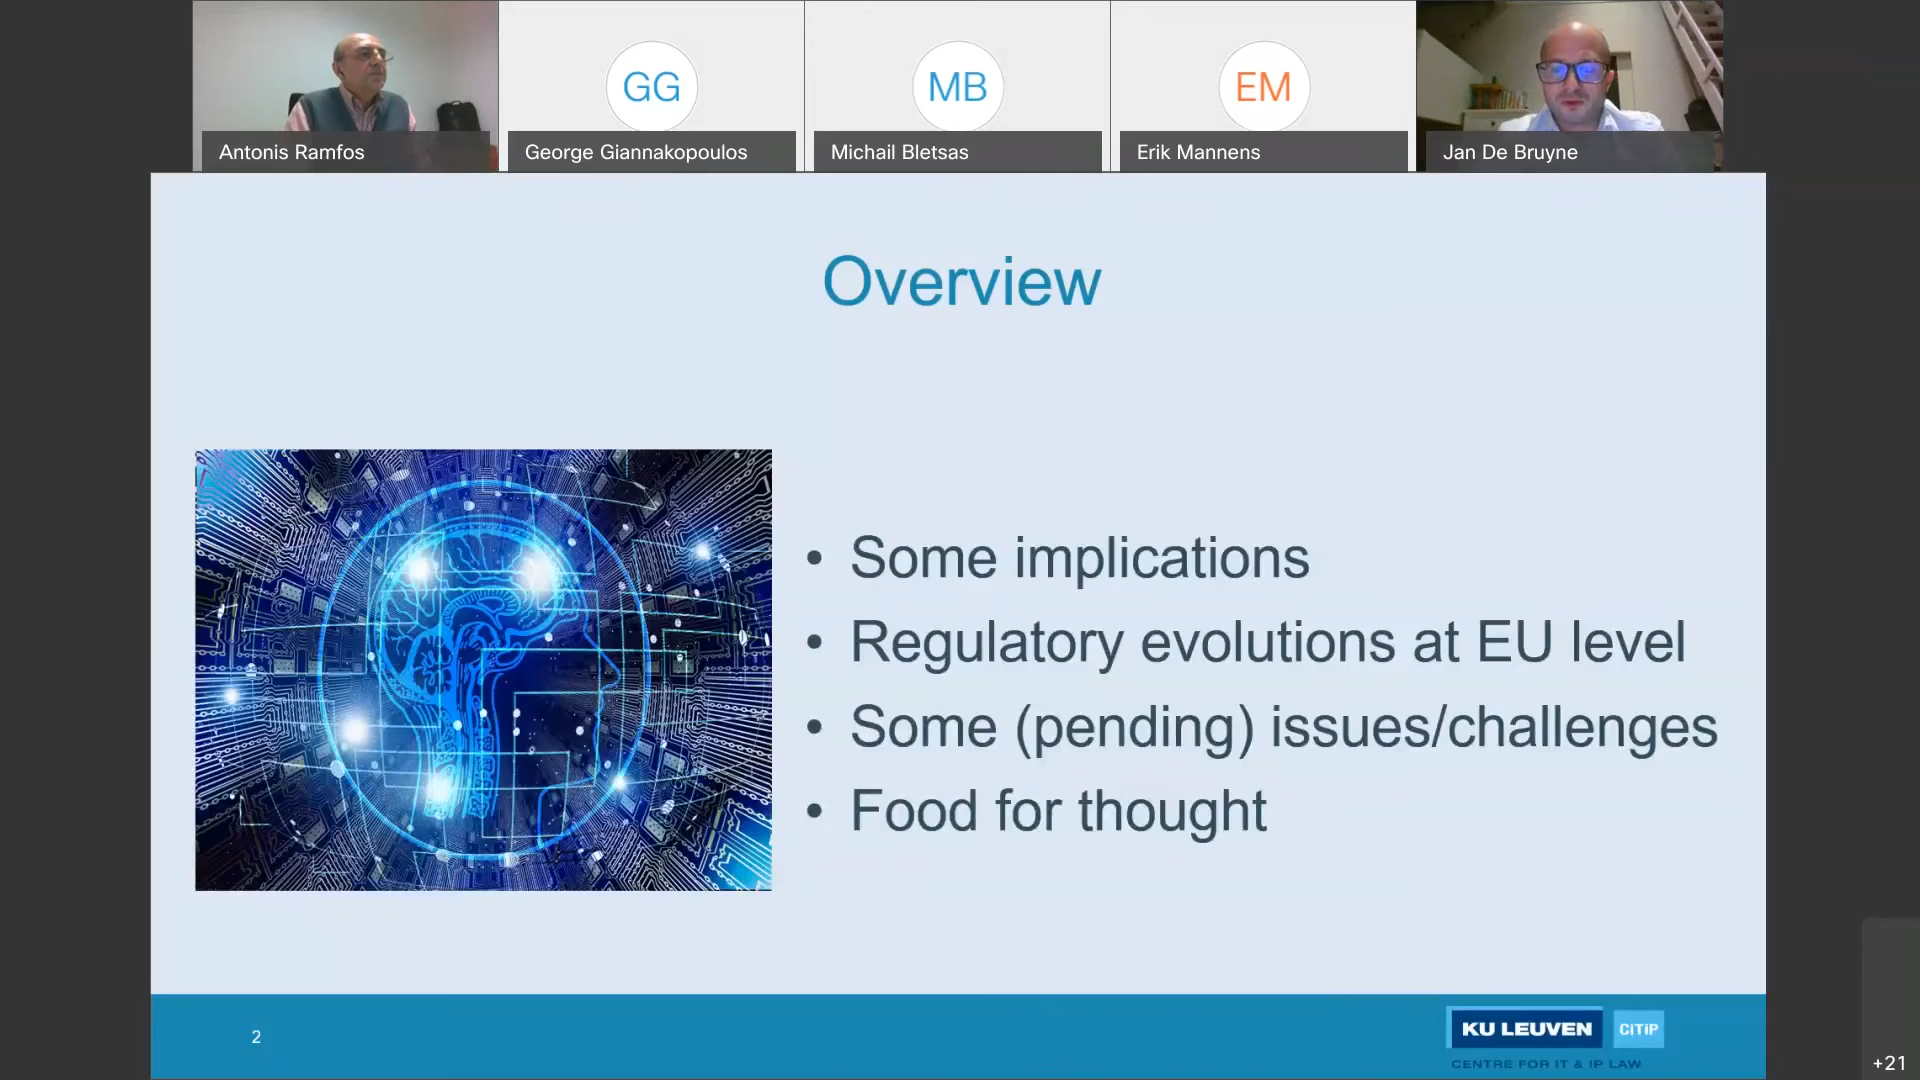 GG
MB
EM
Antonis Ramfos
George Giannakopoulos
Michail Bletsas
Erik Mannens
Jan De Bruyne
Overview
• Some implications
• Regulatory evolutions at EU level
• Some (pending) issues/challenges
• Food for thought
2
KU LEUVEN
CiTiP
CENTRE FOR IT & IP LAW
+21